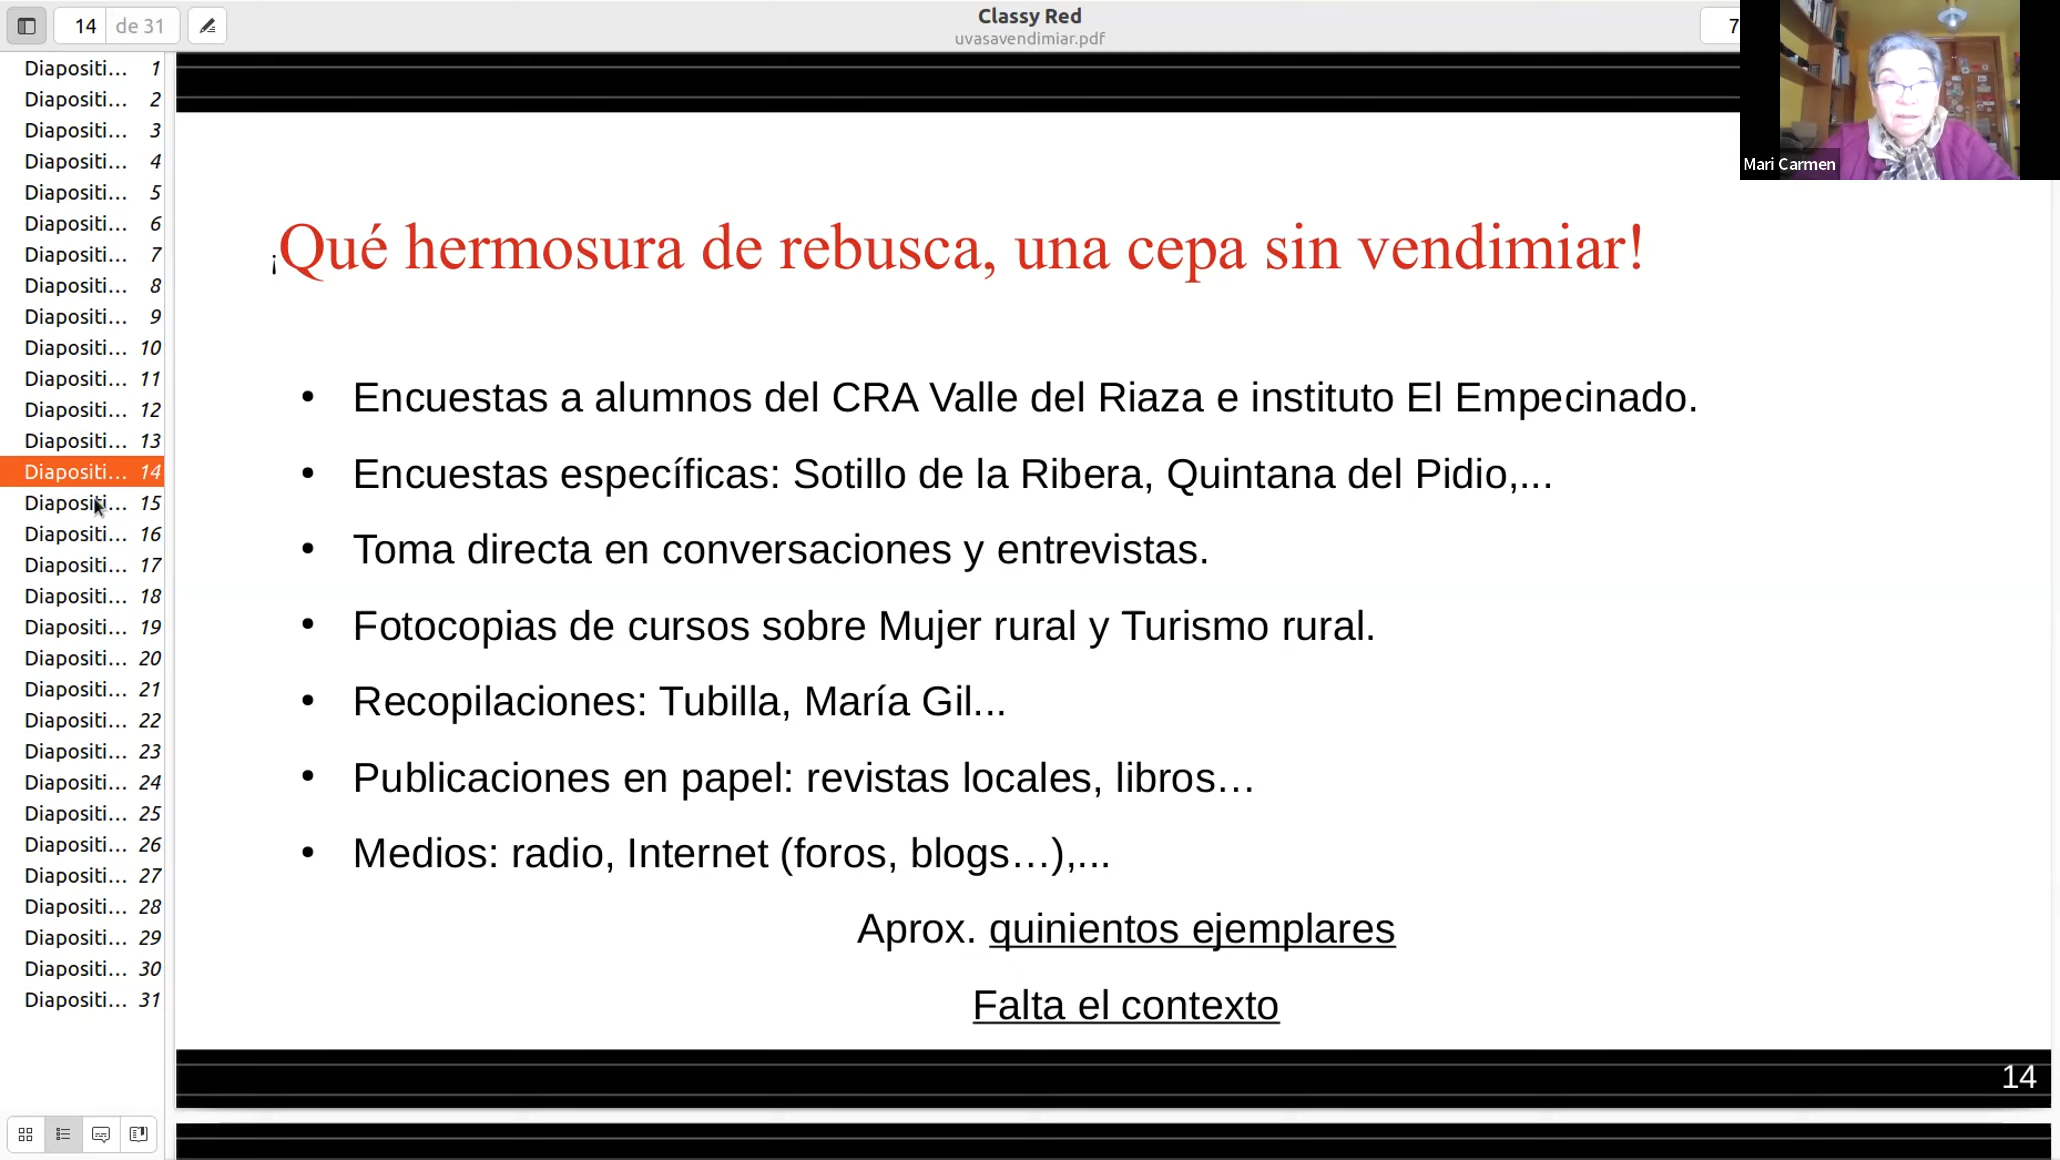 14 de 31
Classy Red
uvasavendimiar.pdf
7
Mari Carmen
Diapositi... 1
Diapositi... 2
Diapositi... 3
Diapositi... 4
Diapositi... 5
Diapositi... 6
Diapositi... 7
Diapositi... 8
Diapositi... 9
Diapositi... 10
Diapositi... 11
Diapositi... 12
Diapositi... 13
Diapositi... 14
Diapositi... 15
Diapositi... 16
Diapositi... 17
Diapositi... 18
Diapositi... 19
Diapositi... 20
Diapositi... 21
Diapositi... 22
Diapositi... 23
Diapositi... 24
Diapositi... 25
Diapositi... 26
Diapositi... 27
Diapositi... 28
Diapositi... 29
Diapositi... 30
Diapositi... 31
¡Qué hermosura de rebusca, una cepa sin vendimiar!
• Encuestas a alumnos del CRA Valle del Riaza e instituto El Empecinado.
• Encuestas específicas: Sotillo de la Ribera, Quintana del Pidio,...
• Toma directa en conversaciones y entrevistas.
• Fotocopias de cursos sobre Mujer rural y Turismo rural.
• Recopilaciones: Tubilla, María Gil...
• Publicaciones en papel: revistas locales, libros…
• Medios: radio, Internet (foros, blogs…),...
Aprox. quinientos ejemplares
Falta el contexto
14